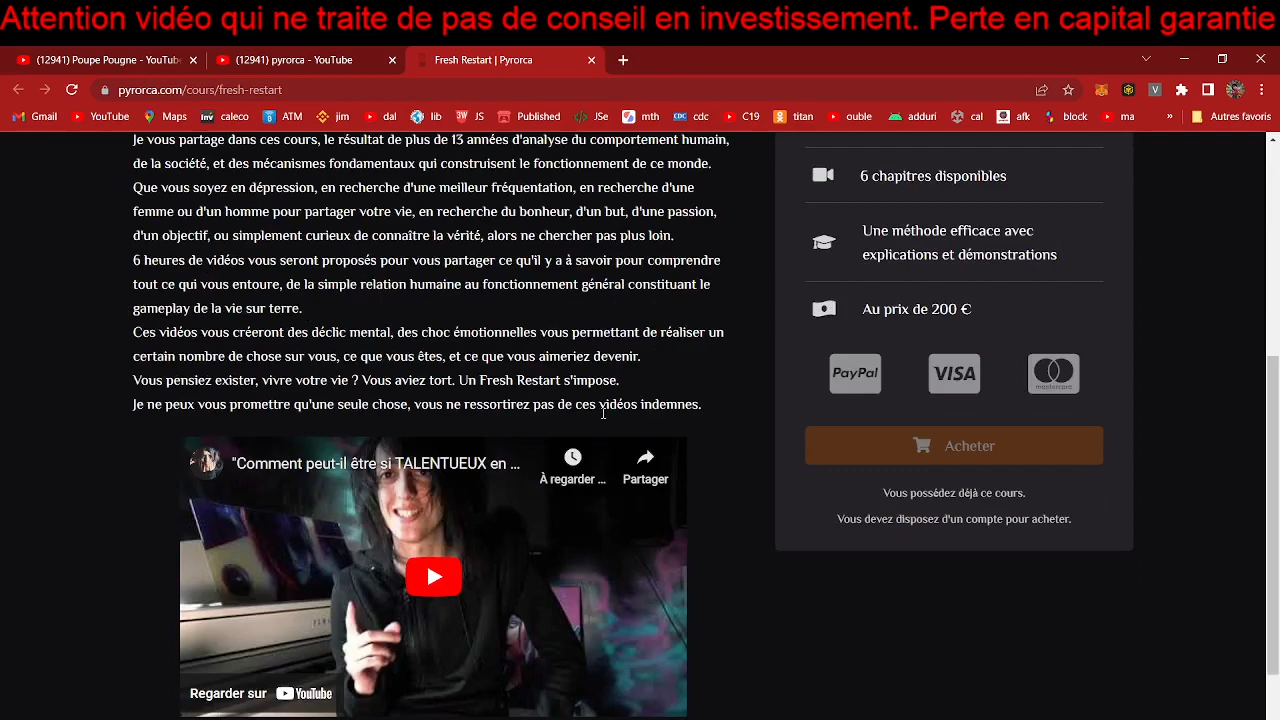 Attention vidéo qui ne traite de pas de conseil en investissement. Perte en capital garantie
(12941) Poupe Pougne - YouTub
(12941) pyrorca - YouTube
Fresh Restart | Pyrorca
pyrorca.com/cours/fresh-restart
Gmail YouTube Maps caleco ATM jim dal lib JS Published JSe mth cdc C19 titan ouble adduri cal afk block ma » Autres favoris
Je vous partage dans ces cours, le résultat de plus de 13 années d'analyse du comportement humain,
de la société, et des mécanismes fondamentaux qui construisent le fonctionnement de ce monde.
Que vous soyez en dépression, en recherche d'une meilleur fréquentation, en recherche d'une
femme ou d'un homme pour partager votre vie, en recherche du bonheur, d'un but, d'une passion,
d'un objectif, ou simplement curieux de connaître la vérité, alors ne chercher pas plus loin.
6 heures de vidéos vous seront proposés pour vous partager ce qu'il y a à savoir pour comprendre
tout ce qui vous entoure, de la simple relation humaine au fonctionnement général constituant le
gameplay de la vie sur terre.
Ces vidéos vous créeront des déclic mental, des choc émotionnelles vous permettant de réaliser un
certain nombre de chose sur vous, ce que vous êtes, et ce que vous aimeriez devenir.
Vous pensiez exister, vivre votre vie ? Vous aviez tort. Un Fresh Restart s'impose.
Je ne peux vous promettre qu'une seule chose, vous ne ressortirez pas de ces vidéos indemnes.
"Comment peut-il être si TALENTUEUX en ...
À regarder ...
Partager
Regarder sur YouTube
6 chapitres disponibles
Une méthode efficace avec
explications et démonstrations
Au prix de 200 €
PayPal
VISA
mastercard
Acheter
Vous possédez déjà ce cours.
Vous devez disposez d'un compte pour acheter.